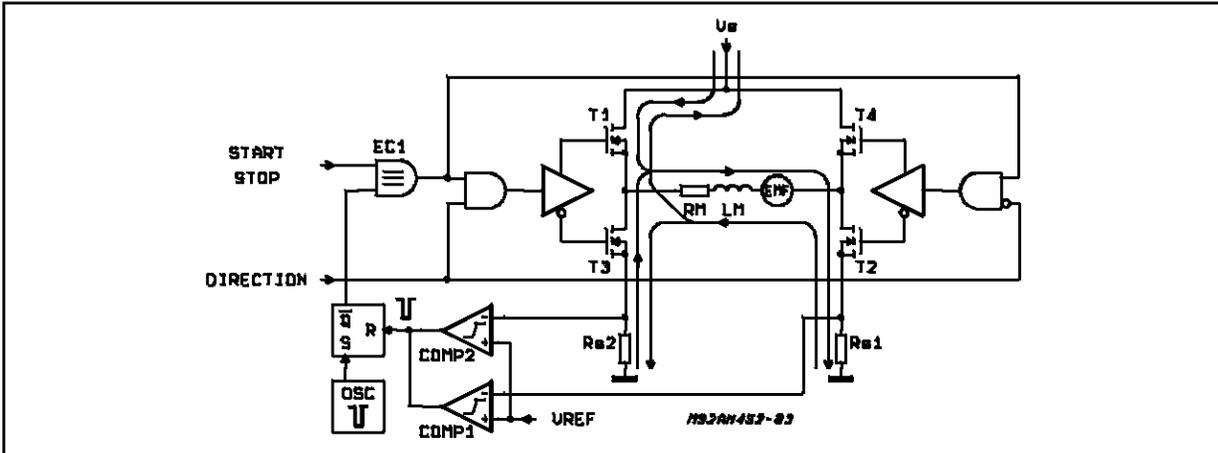 Vs
T1
T4
START
STOP
EC1
RM
LM
EMF
T3
T2
DIRECTION
Q
S
R
COMP2
Rs2
Rs1
OSC
COMP1
VREF
M92AN452-03